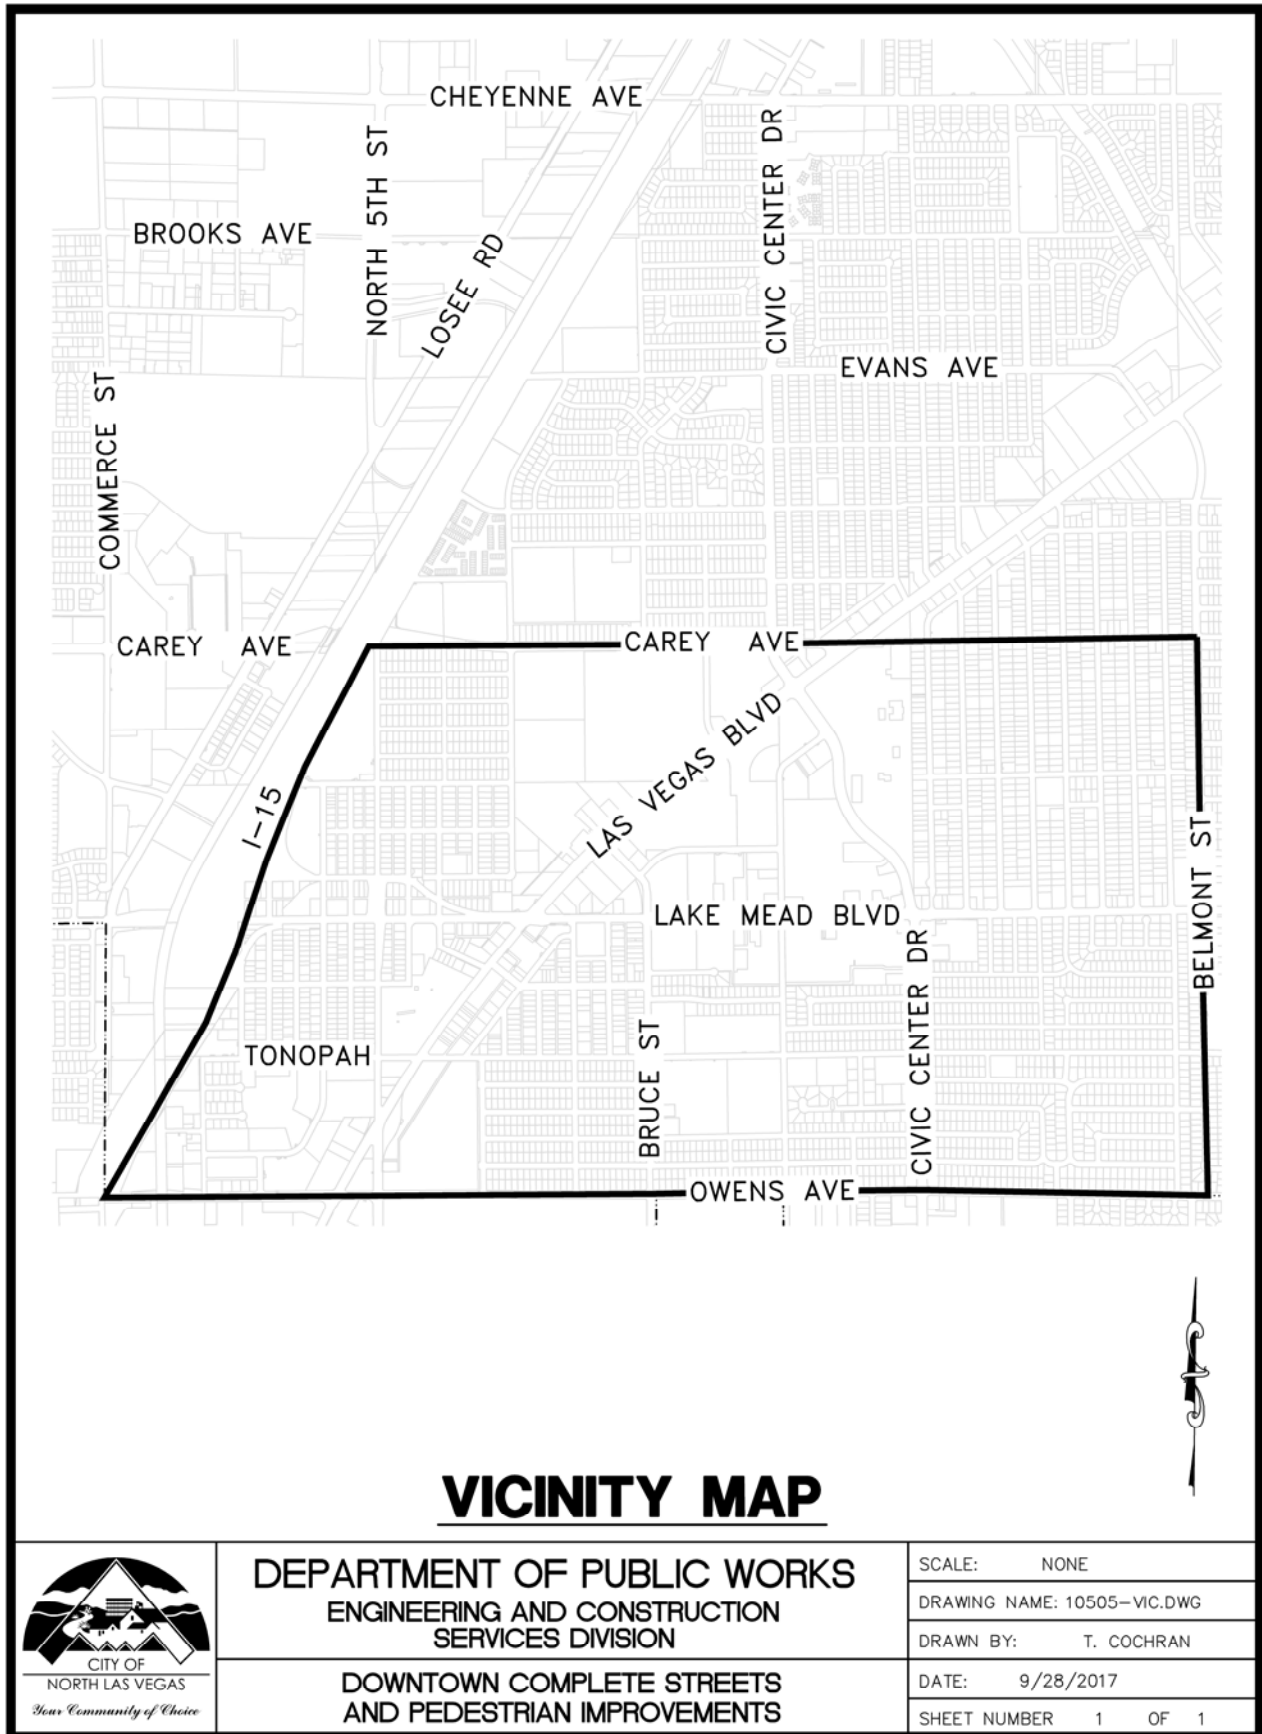 CHEYENNE AVE
NORTH 5TH ST
CIVIC CENTER DR
BROOKS AVE
LOSEE RD
EVANS AVE
COMMERCE ST
CAREY AVE
CAREY AVE
LAS VEGAS BLVD
I-15
BELMONT ST
LAKE MEAD BLVD
CIVIC CENTER DR
TONOPAH
BRUCE ST
OWENS AVE
VICINITY MAP
CITY OF
NORTH LAS VEGAS
Your Community of Choice
DEPARTMENT OF PUBLIC WORKS
ENGINEERING AND CONSTRUCTION
SERVICES DIVISION
DOWNTOWN COMPLETE STREETS
AND PEDESTRIAN IMPROVEMENTS
SCALE: NONE
DRAWING NAME: 10505-VIC.DWG
DRAWN BY: T. COCHRAN
DATE: 9/28/2017
SHEET NUMBER 1 OF 1